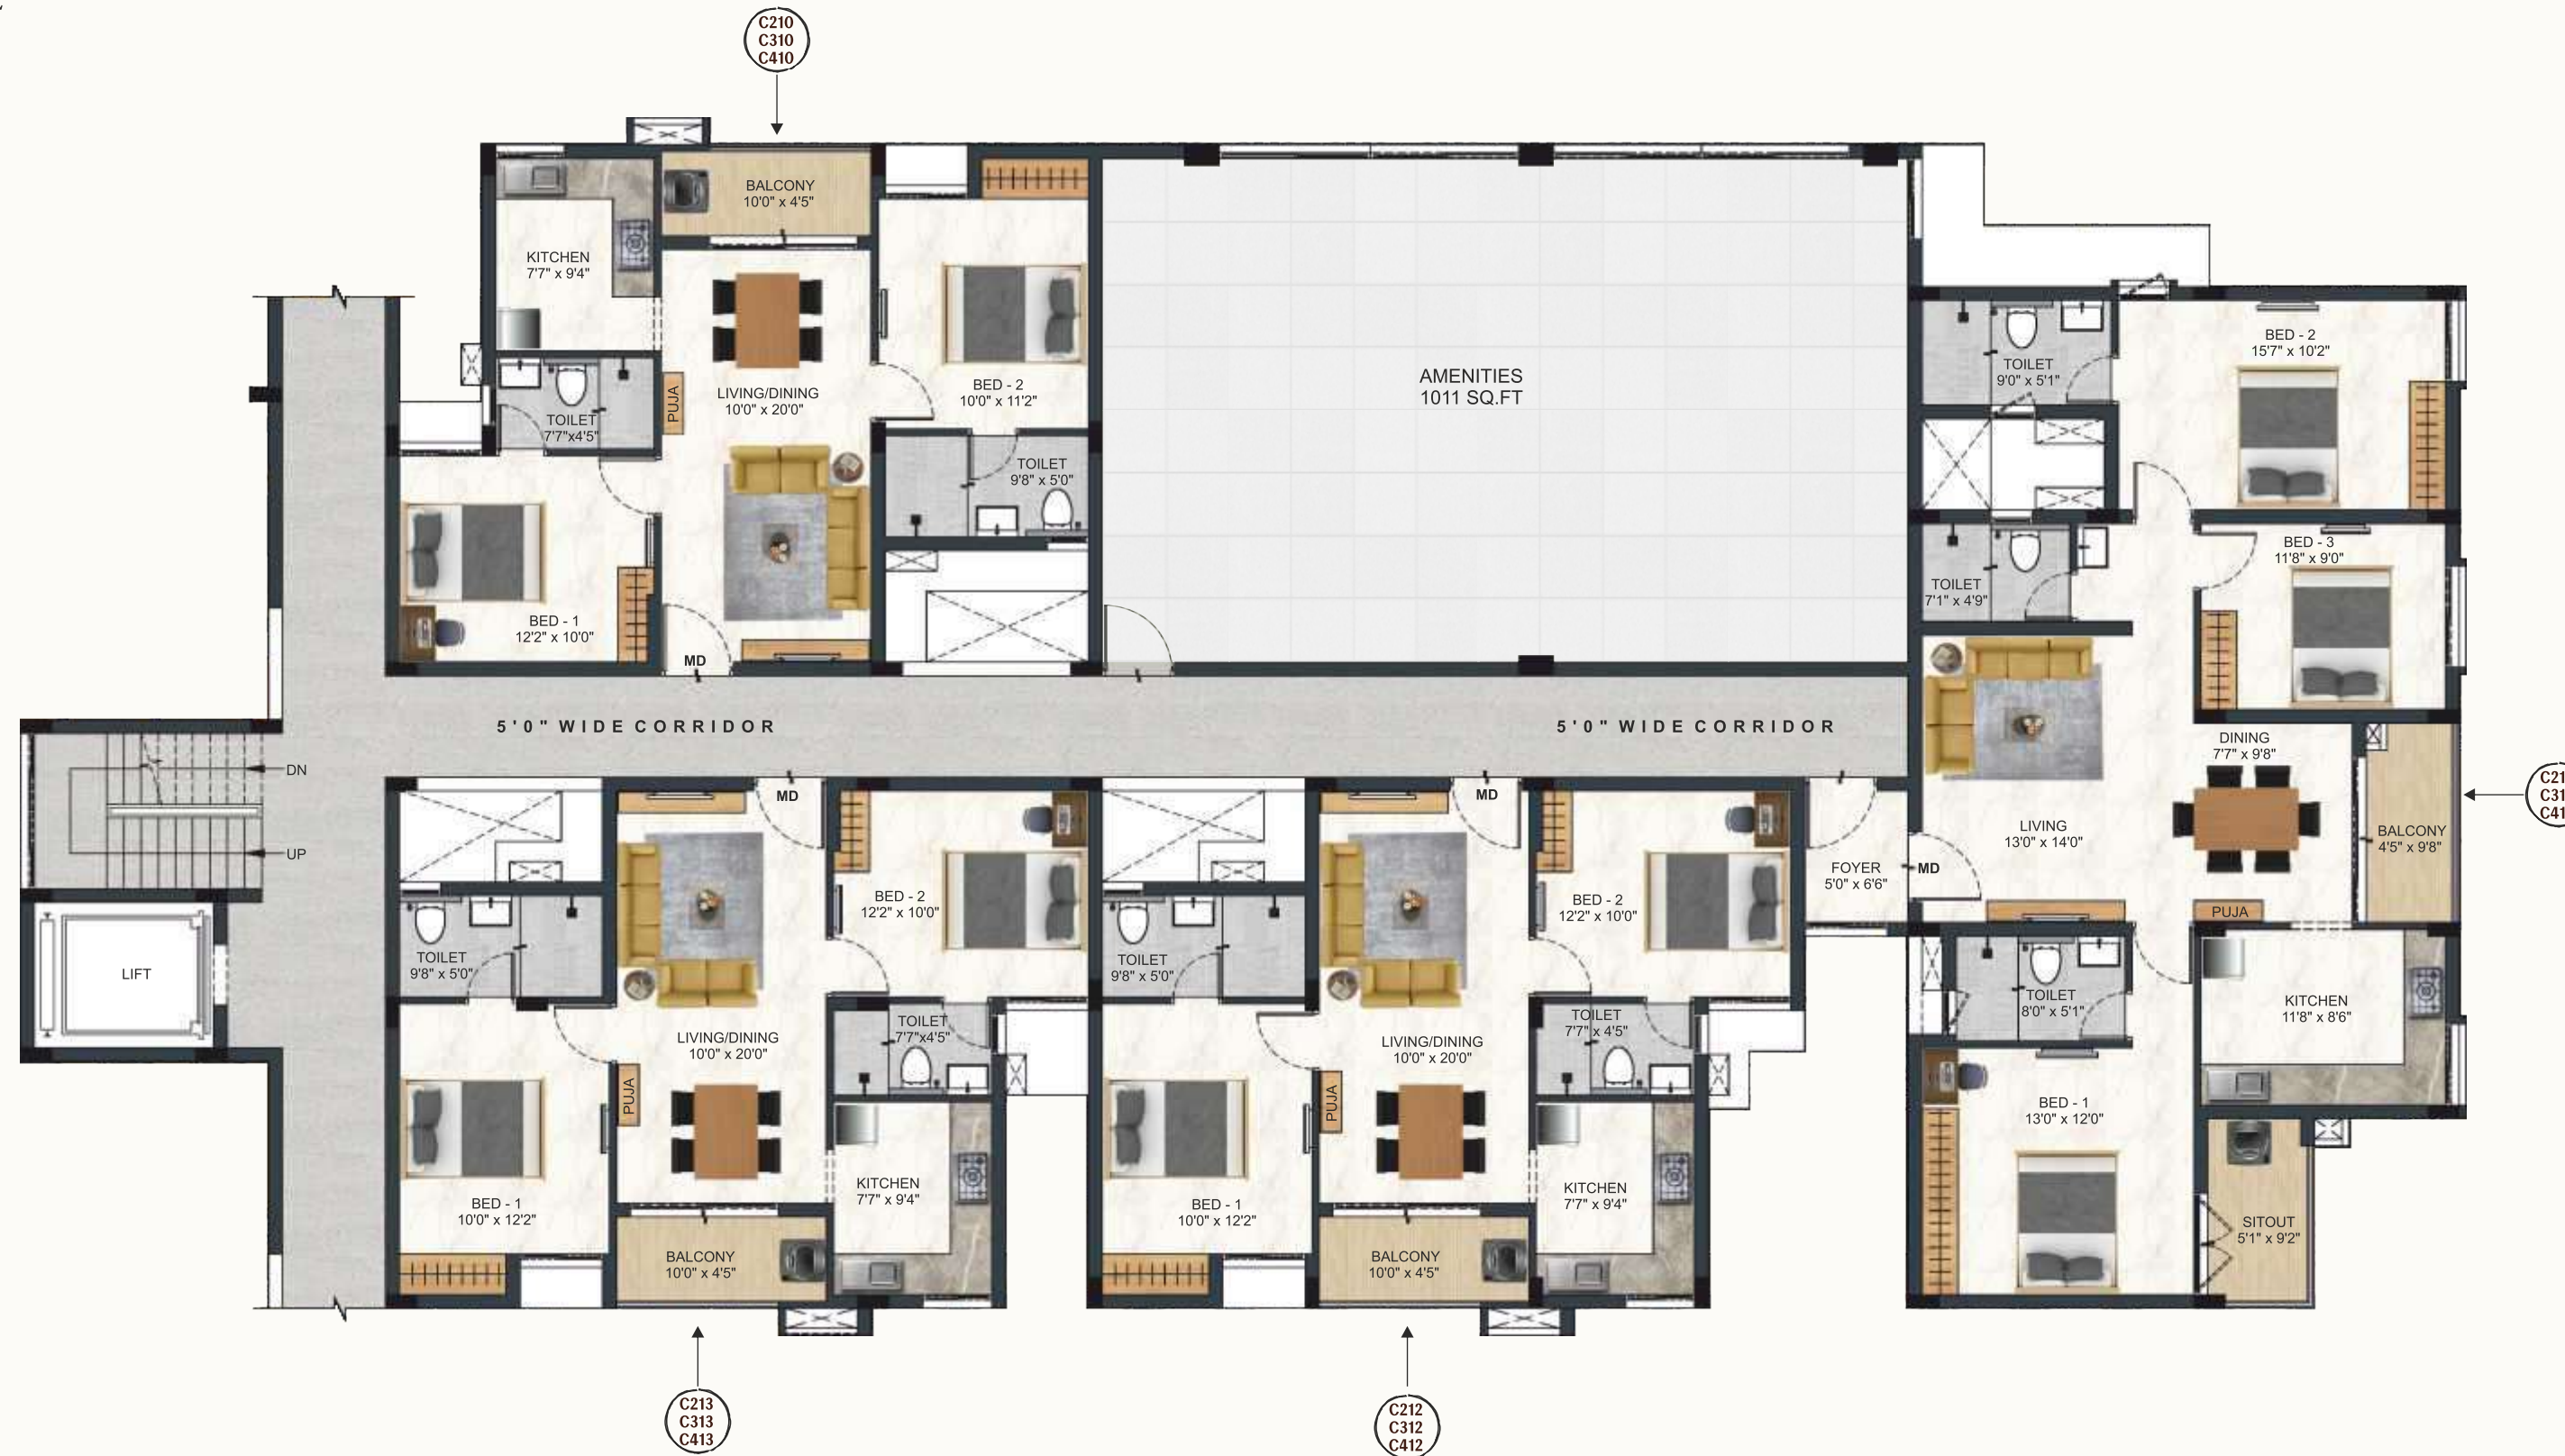 C210
C310
C410
BALCONY
10'0" x 4'5"
KITCHEN
7'7" x 9'4"
LIVING/DINING
10'0" x 20'0"
PUJA
BED - 2
10'0" x 11'2"
TOILET
7'7"x4'5"
TOILET
9'8" x 5'0"
BED - 1
12'2" x 10'0"
MD
AMENITIES
1011 SQ.FT
TOILET
9'0" x 5'1"
BED - 2
15'7" x 10'2"
BED - 3
11'8" x 9'0"
TOILET
7'1" x 4'9"
5'0" WIDE CORRIDOR
5'0" WIDE CORRIDOR
DINING
7'7" x 9'8"
LIVING
13'0" x 14'0"
BALCONY
4'5" x 9'8"
C21
C31
C41
FOYER
5'0" x 6'6"
MD
PUJA
DN
UP
LIFT
MD
BED - 2
12'2" x 10'0"
TOILET
9'8" x 5'0"
LIVING/DINING
10'0" x 20'0"
TOILET
7'7"x4'5"
PUJA
BED - 1
10'0" x 12'2"
KITCHEN
7'7" x 9'4"
BALCONY
10'0" x 4'5"
MD
BED - 2
12'2" x 10'0"
TOILET
9'8" x 5'0"
LIVING/DINING
10'0" x 20'0"
TOILET
7'7" x 4'5"
PUJA
BED - 1
10'0" x 12'2"
KITCHEN
7'7" x 9'4"
BALCONY
10'0" x 4'5"
TOILET
8'0" x 5'1"
KITCHEN
11'8" x 8'6"
BED - 1
13'0" x 12'0"
SITOUT
5'1" x 9'2"
C213
C313
C413
C212
C312
C412